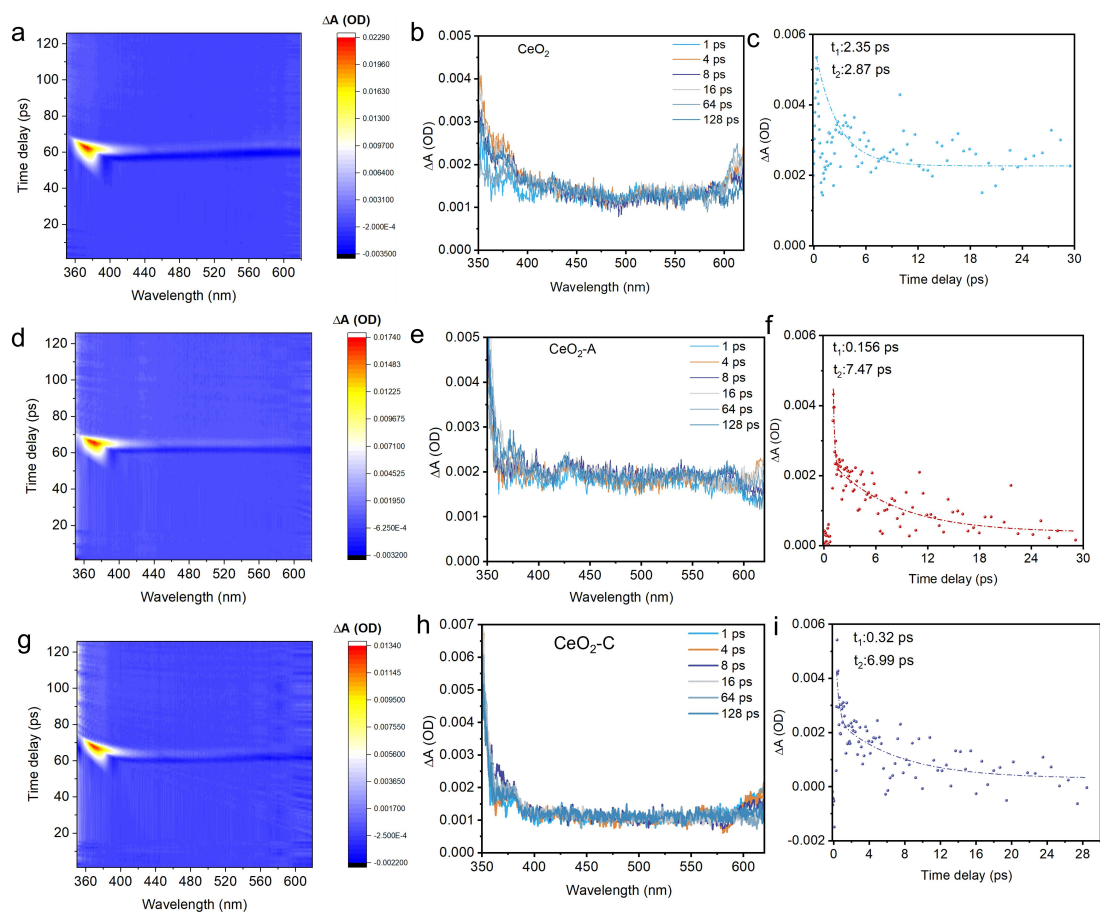 a
ΔA (OD)
0.02290
0.01960
0.01630
0.01300
0.009700
0.006400
0.003100
-2.000E-4
-0.003500
Time delay (ps)
120
100
80
60
40
20
360 400 440 480 520 560 600
Wavelength (nm)
b
CeO₂
1 ps
4 ps
8 ps
16 ps
64 ps
128 ps
ΔA (OD)
0.005
0.004
0.003
0.002
0.001
0.000
350 400 450 500 550 600
Wavelength (nm)
c
t₁:2.35 ps
t₂:2.87 ps
ΔA (OD)
0.006
0.004
0.002
0.000
0 6 12 18 24 30
Time delay (ps)
d
ΔA (OD)
0.01740
0.01483
0.01225
0.009675
0.007100
0.004525
0.001950
-6.250E-4
-0.003200
Time delay (ps)
120
100
80
60
40
20
360 400 440 480 520 560 600
Wavelength (nm)
e
CeO₂-A
1 ps
4 ps
8 ps
16 ps
64 ps
128 ps
ΔA (OD)
0.005
0.004
0.003
0.002
0.001
0.000
350 400 450 500 550 600
Wavelength (nm)
f
t₁:0.156 ps
t₂:7.47 ps
ΔA (OD)
0.006
0.004
0.002
0.000
0 6 12 18 24 30
Time delay (ps)
g
ΔA (OD)
0.01340
0.01145
0.009500
0.007550
0.005600
0.003650
0.001700
-2.500E-4
-0.002200
Time delay (ps)
120
100
80
60
40
20
360 400 440 480 520 560 600
Wavelength (nm)
h
CeO₂-C
1 ps
4 ps
8 ps
16 ps
64 ps
128 ps
ΔA (OD)
0.007
0.006
0.005
0.004
0.003
0.002
0.001
0.000
350 400 450 500 550 600
Wavelength (nm)
i
t₁:0.32 ps
t₂:6.99 ps
ΔA (OD)
0.006
0.004
0.002
0.000
-0.002
0 4 8 12 16 20 24 28
Time delay (ps)